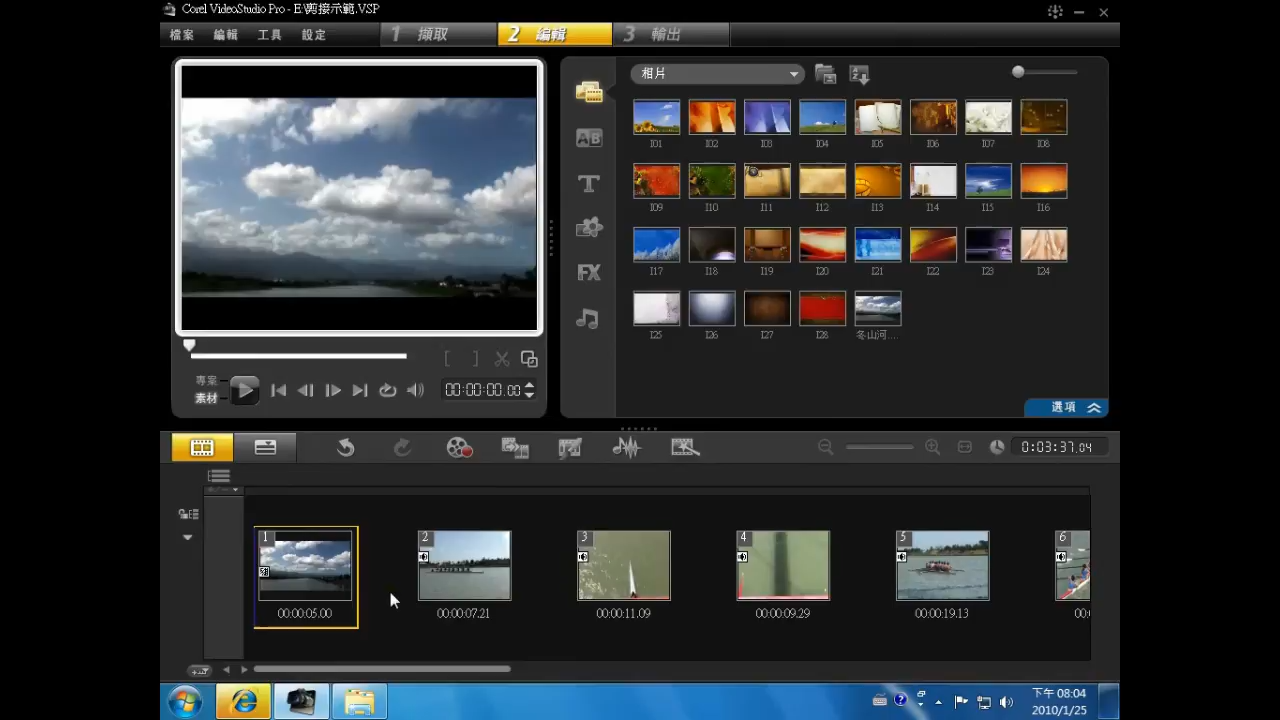 Corel VideoStudio Pro - E:\剪接示範.VSP
檔案 編輯 工具 設定
1 擷取
2 編輯
3 輸出
相片
I01 I02 I03 I04 I05 I06 I07 I08
I09 I10 I11 I12 I13 I14 I15 I16
I17 I18 I19 I20 I21 I22 I23 I24
I25 I26 I27 I28 冬山河...
AB
T
FX
專案
素材
00:00:00.00
選項
0:03:37.04
1 2 3 4 5 6
00:00:05.00 00:00:07.21 00:00:11.09 00:00:09.29 00:00:19.13 00:0
下午 08:04
2010/1/25